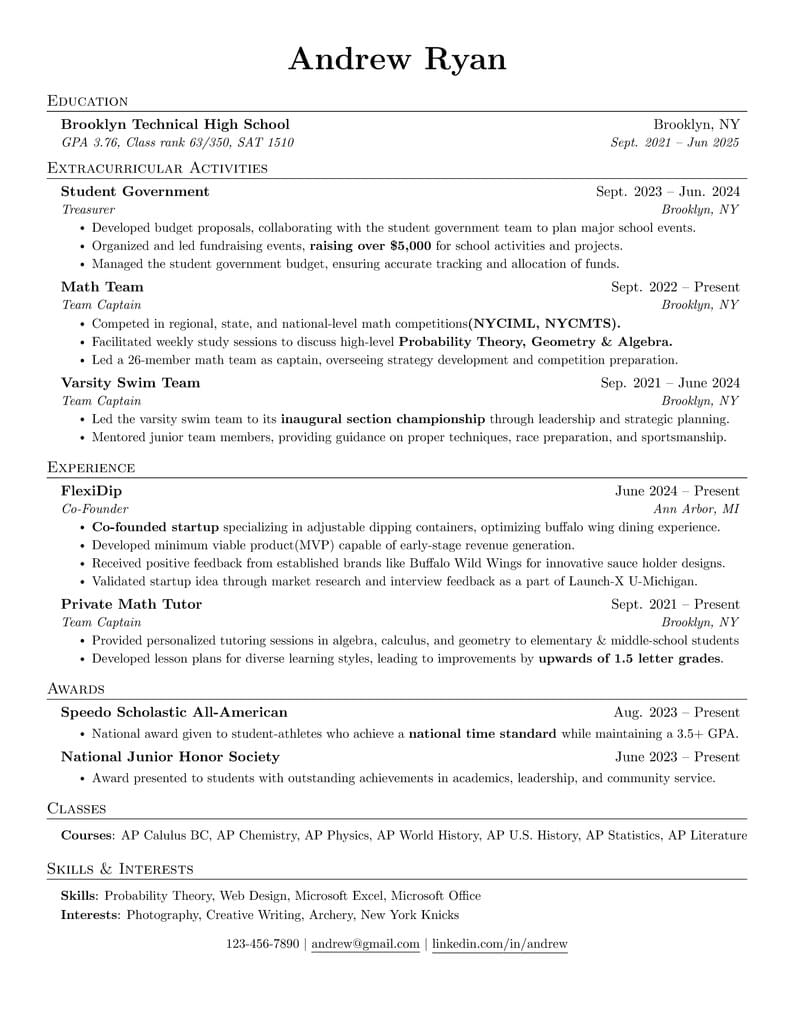 Andrew Ryan
Education
Brooklyn Technical High School Brooklyn, NY
GPA 3.76, Class rank 63/350, SAT 1510 Sept. 2021 – Jun 2025
Extracurricular Activities
Student Government Sept. 2023 – Jun. 2024
Treasurer Brooklyn, NY
• Developed budget proposals, collaborating with the student government team to plan major school events.
• Organized and led fundraising events, raising over $5,000 for school activities and projects.
• Managed the student government budget, ensuring accurate tracking and allocation of funds.
Math Team Sept. 2022 – Present
Team Captain Brooklyn, NY
• Competed in regional, state, and national-level math competitions(NYCIML, NYCMTS).
• Facilitated weekly study sessions to discuss high-level Probability Theory, Geometry & Algebra.
• Led a 26-member math team as captain, overseeing strategy development and competition preparation.
Varsity Swim Team Sep. 2021 – June 2024
Team Captain Brooklyn, NY
• Led the varsity swim team to its inaugural section championship through leadership and strategic planning.
• Mentored junior team members, providing guidance on proper techniques, race preparation, and sportsmanship.
Experience
FlexiDip June 2024 – Present
Co-Founder Ann Arbor, MI
• Co-founded startup specializing in adjustable dipping containers, optimizing buffalo wing dining experience.
• Developed minimum viable product(MVP) capable of early-stage revenue generation.
• Received positive feedback from established brands like Buffalo Wild Wings for innovative sauce holder designs.
• Validated startup idea through market research and interview feedback as a part of Launch-X U-Michigan.
Private Math Tutor Sept. 2021 – Present
Team Captain Brooklyn, NY
• Provided personalized tutoring sessions in algebra, calculus, and geometry to elementary & middle-school students
• Developed lesson plans for diverse learning styles, leading to improvements by upwards of 1.5 letter grades.
Awards
Speedo Scholastic All-American Aug. 2023 – Present
• National award given to student-athletes who achieve a national time standard while maintaining a 3.5+ GPA.
National Junior Honor Society June 2023 – Present
• Award presented to students with outstanding achievements in academics, leadership, and community service.
Classes
Courses: AP Calulus BC, AP Chemistry, AP Physics, AP World History, AP U.S. History, AP Statistics, AP Literature
Skills & Interests
Skills: Probability Theory, Web Design, Microsoft Excel, Microsoft Office
Interests: Photography, Creative Writing, Archery, New York Knicks
123-456-7890 | andrew@gmail.com | linkedin.com/in/andrew